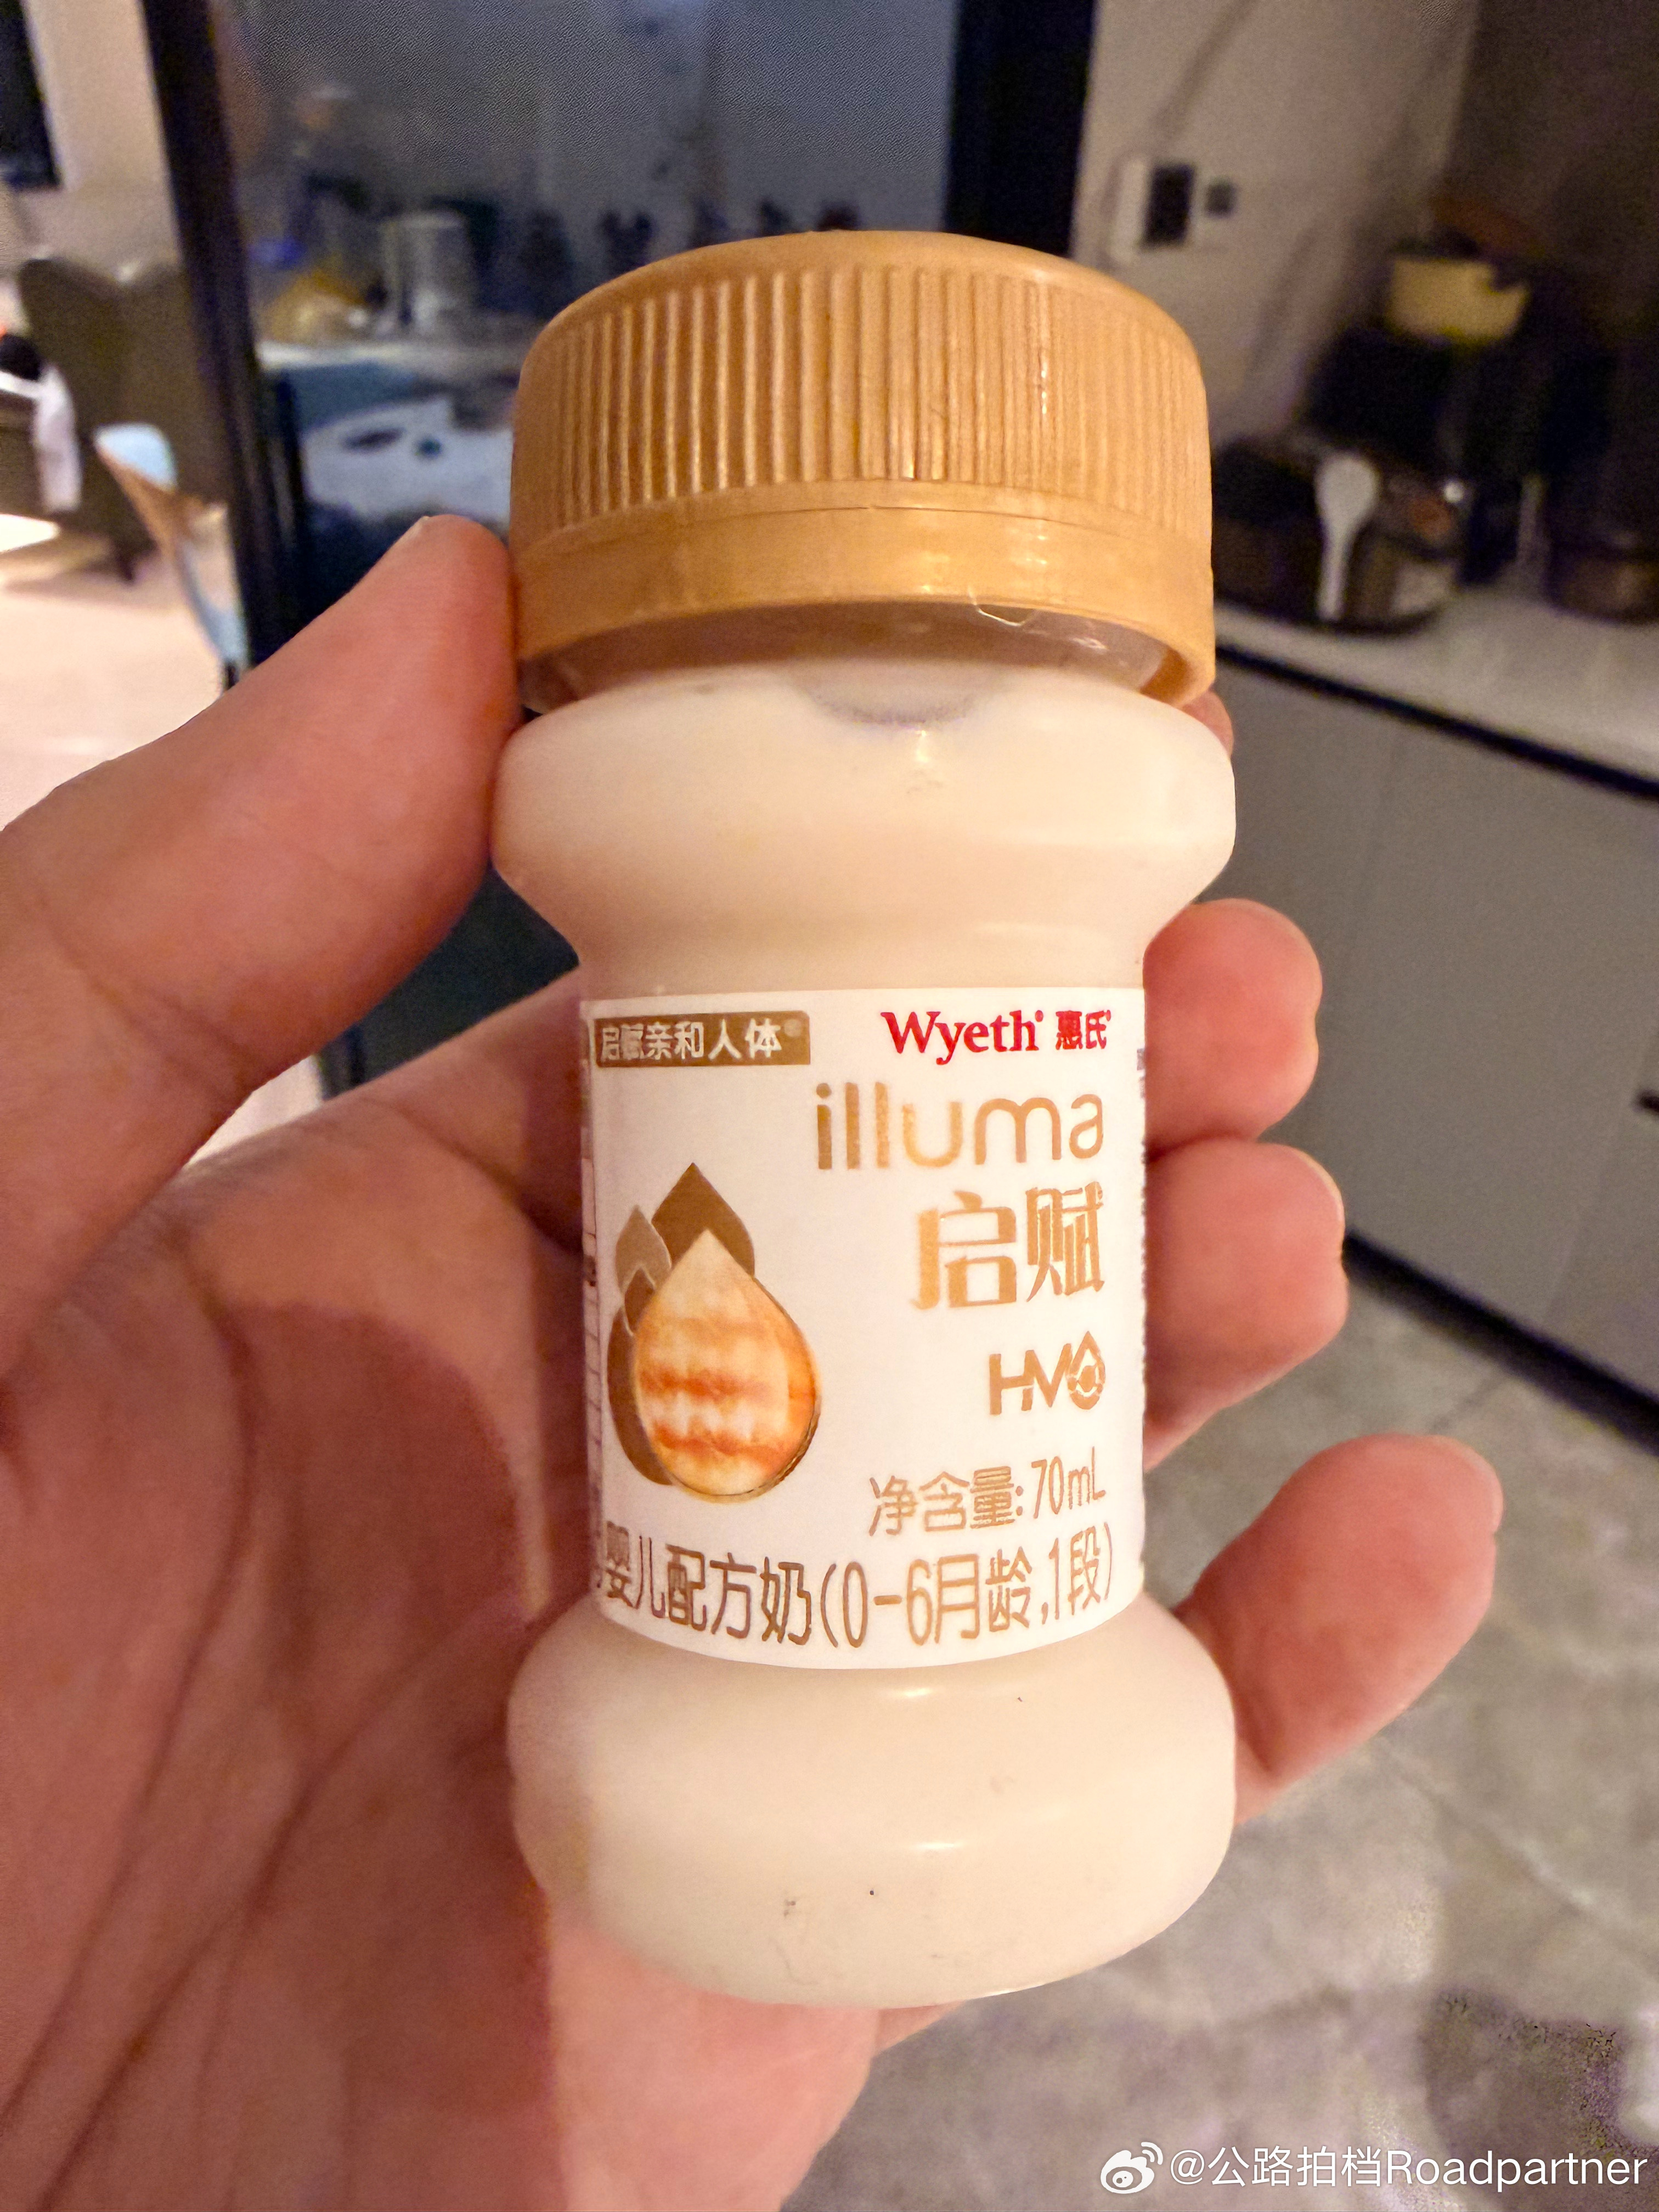 启赋亲和人体®
Wyeth® 惠氏®
illuma
启赋
HMO
净含量:70mL
婴儿配方奶(0-6月龄,1段)
@公路拍档Roadpartner